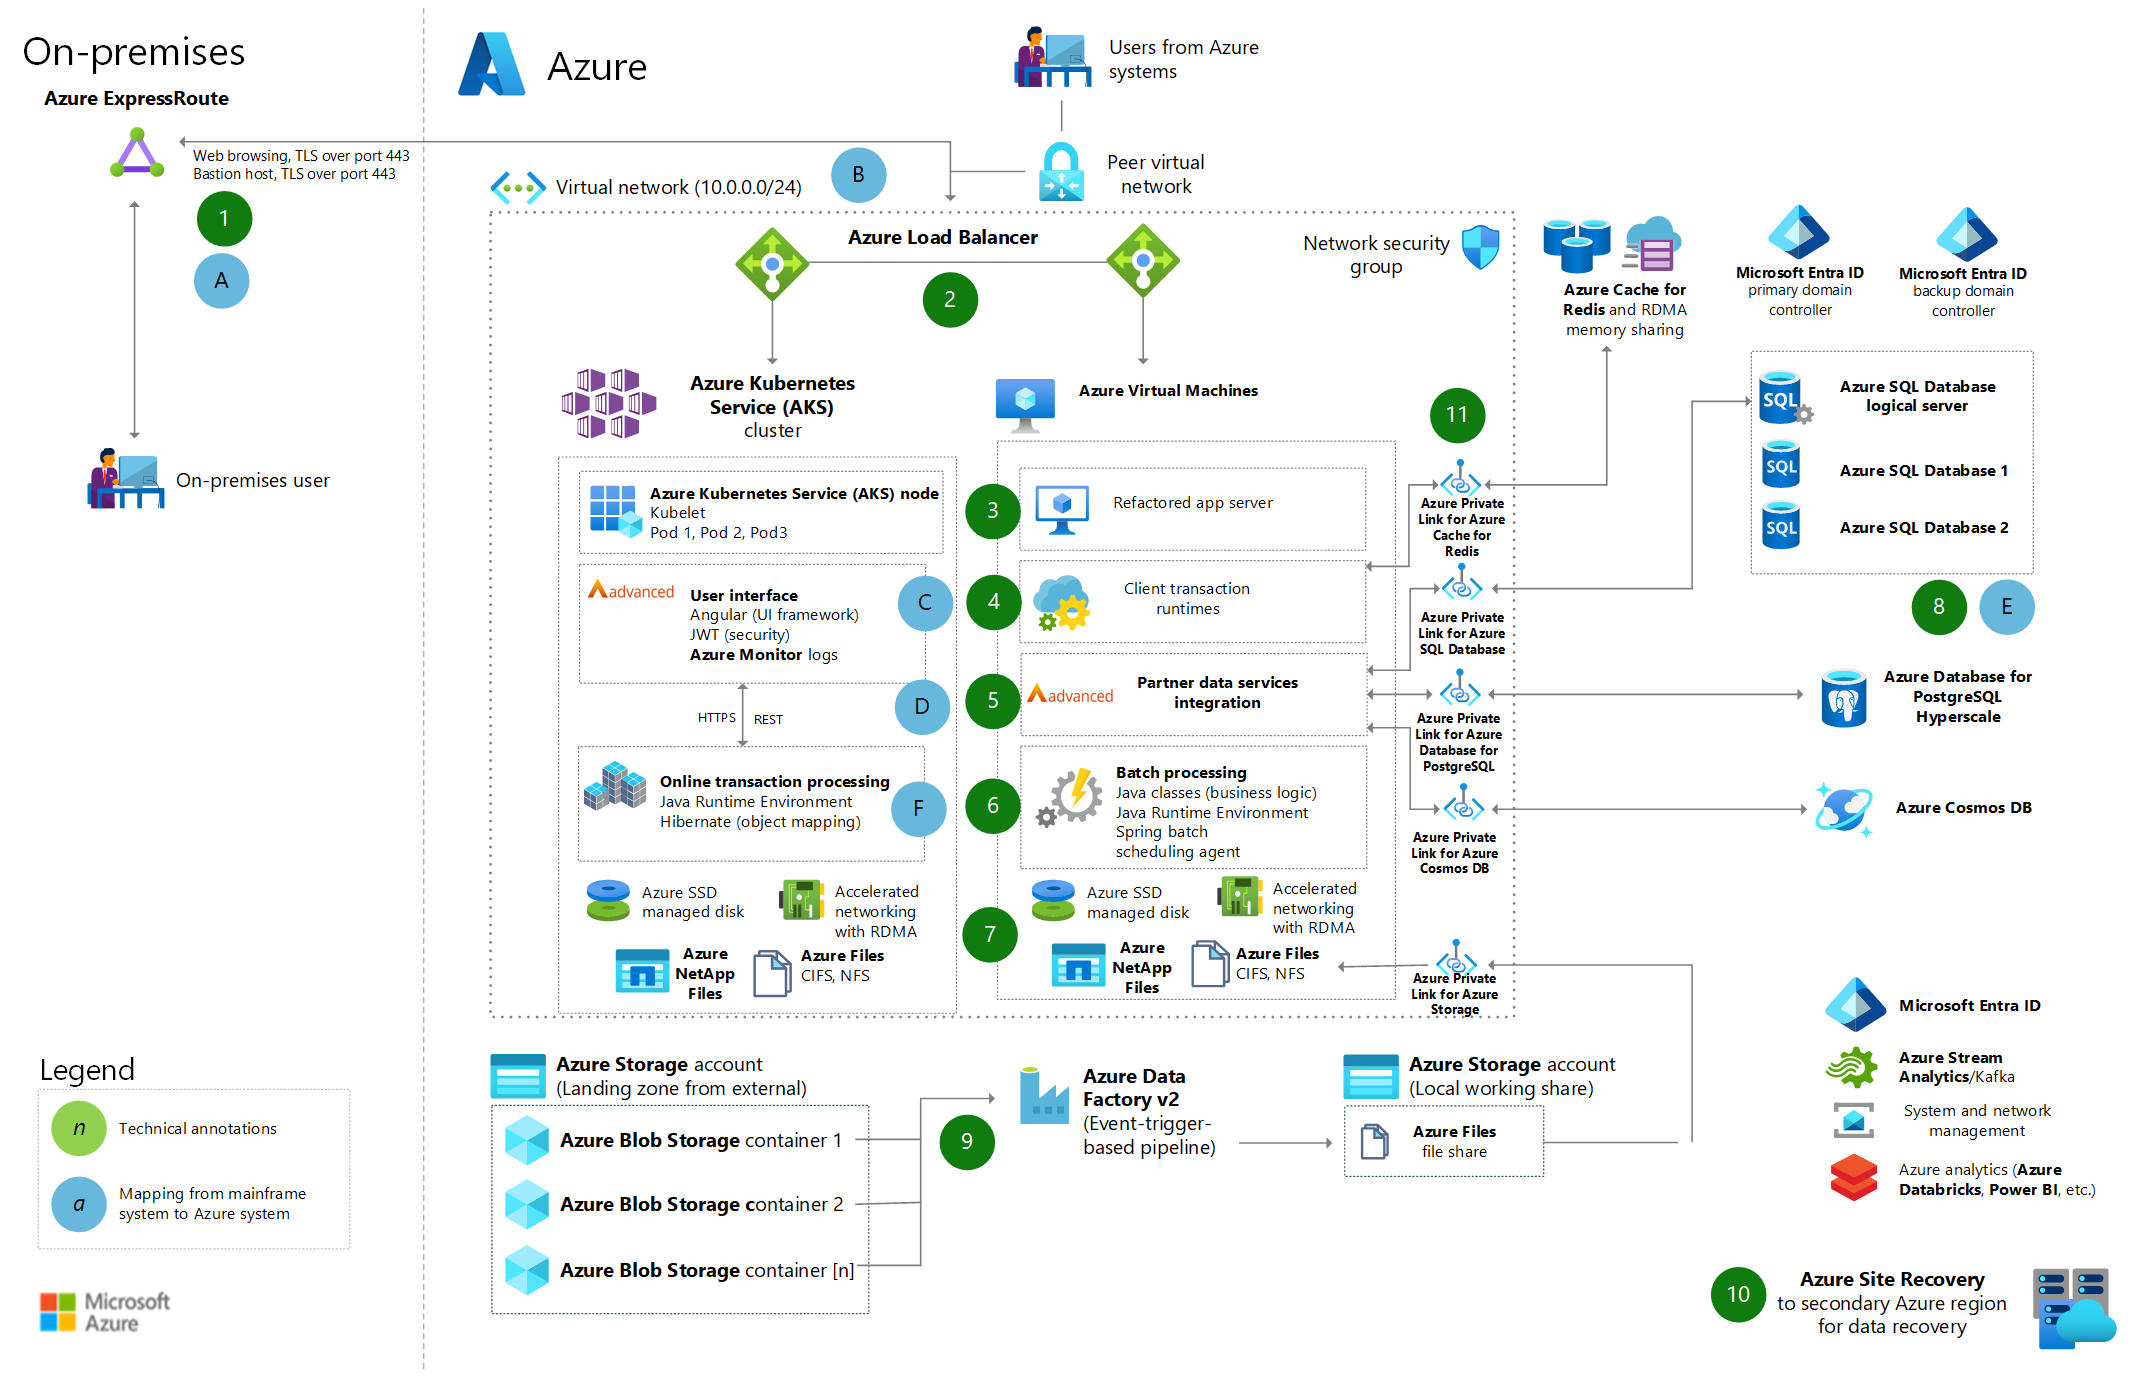 On-premises
Azure ExpressRoute
Web browsing, TLS over port 443
Bastion host, TLS over port 443
1
A
On-premises user
Legend
n
Technical annotations
a
Mapping from mainframe
system to Azure system
Microsoft
Azure
Azure
Users from Azure
systems
Peer virtual
network
B
Virtual network (10.0.0.0/24)
Azure Load Balancer
2
Network security
group
Azure Kubernetes
Service (AKS)
cluster
Azure Virtual Machines
11
Azure Kubernetes Service (AKS) node
Kubelet
Pod 1, Pod 2, Pod3
advanced
User interface
Angular (UI framework)
JWT (security)
Azure Monitor logs
C
D
HTTPS
REST
Online transaction processing
Java Runtime Environment
Hibernate (object mapping)
F
Azure SSD
managed disk
Accelerated
networking
with RDMA
Azure
NetApp
Files
Azure Files
CIFS, NFS
3
Refactored app server
4
Client transaction
runtimes
5
advanced
Partner data services
integration
6
Batch processing
Java classes (business logic)
Java Runtime Environment
Spring batch
scheduling agent
7
Azure SSD
managed disk
Accelerated
networking
with RDMA
Azure
NetApp
Files
Azure Files
CIFS, NFS
Azure Private
Link for Azure
Cache for
Redis
Azure Private
Link for Azure
SQL Database
Azure Private
Link for Azure
Database for
PostgreSQL
Azure Private
Link for Azure
Cosmos DB
Azure Private
Link for Azure
Storage
Azure Cache for
Redis and RDMA
memory sharing
Microsoft Entra ID
primary domain
controller
Microsoft Entra ID
backup domain
controller
SQL
Azure SQL Database
logical server
SQL
Azure SQL Database 1
SQL
Azure SQL Database 2
8
E
Azure Database for
PostgreSQL
Hyperscale
Azure Cosmos DB
Microsoft Entra ID
Azure Stream
Analytics/Kafka
System and network
management
Azure analytics (Azure
Databricks, Power BI, etc.)
Azure Storage account
(Landing zone from external)
Azure Blob Storage container 1
Azure Blob Storage container 2
Azure Blob Storage container [n]
9
Azure Data
Factory v2
(Event-trigger-
based pipeline)
Azure Storage account
(Local working share)
Azure Files
file share
10
Azure Site Recovery
to secondary Azure region
for data recovery